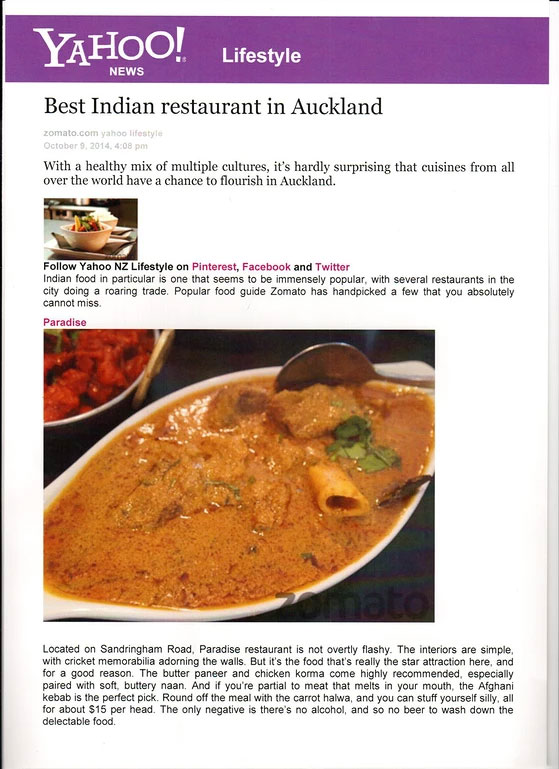 YAHOO!
NEWS
Lifestyle
Best Indian restaurant in Auckland
zomato.com yahoo lifestyle
October 9, 2014, 4:08 pm
With a healthy mix of multiple cultures, it's hardly surprising that cuisines from all
over the world have a chance to flourish in Auckland.
Follow Yahoo NZ Lifestyle on Pinterest, Facebook and Twitter
Indian food in particular is one that seems to be immensely popular, with several restaurants in the
city doing a roaring trade. Popular food guide Zomato has handpicked a few that you absolutely
cannot miss.
Paradise
zomato
Located on Sandringham Road, Paradise restaurant is not overtly flashy. The interiors are simple,
with cricket memorabilia adorning the walls. But it's the food that's really the star attraction here, and
for a good reason. The butter paneer and chicken korma come highly recommended, especially
paired with soft, buttery naan. And if you're partial to meat that melts in your mouth, the Afghani
kebab is the perfect pick. Round off the meal with the carrot halwa, and you can stuff yourself silly, all
for about $15 per head. The only negative is there's no alcohol, and so no beer to wash down the
delectable food.